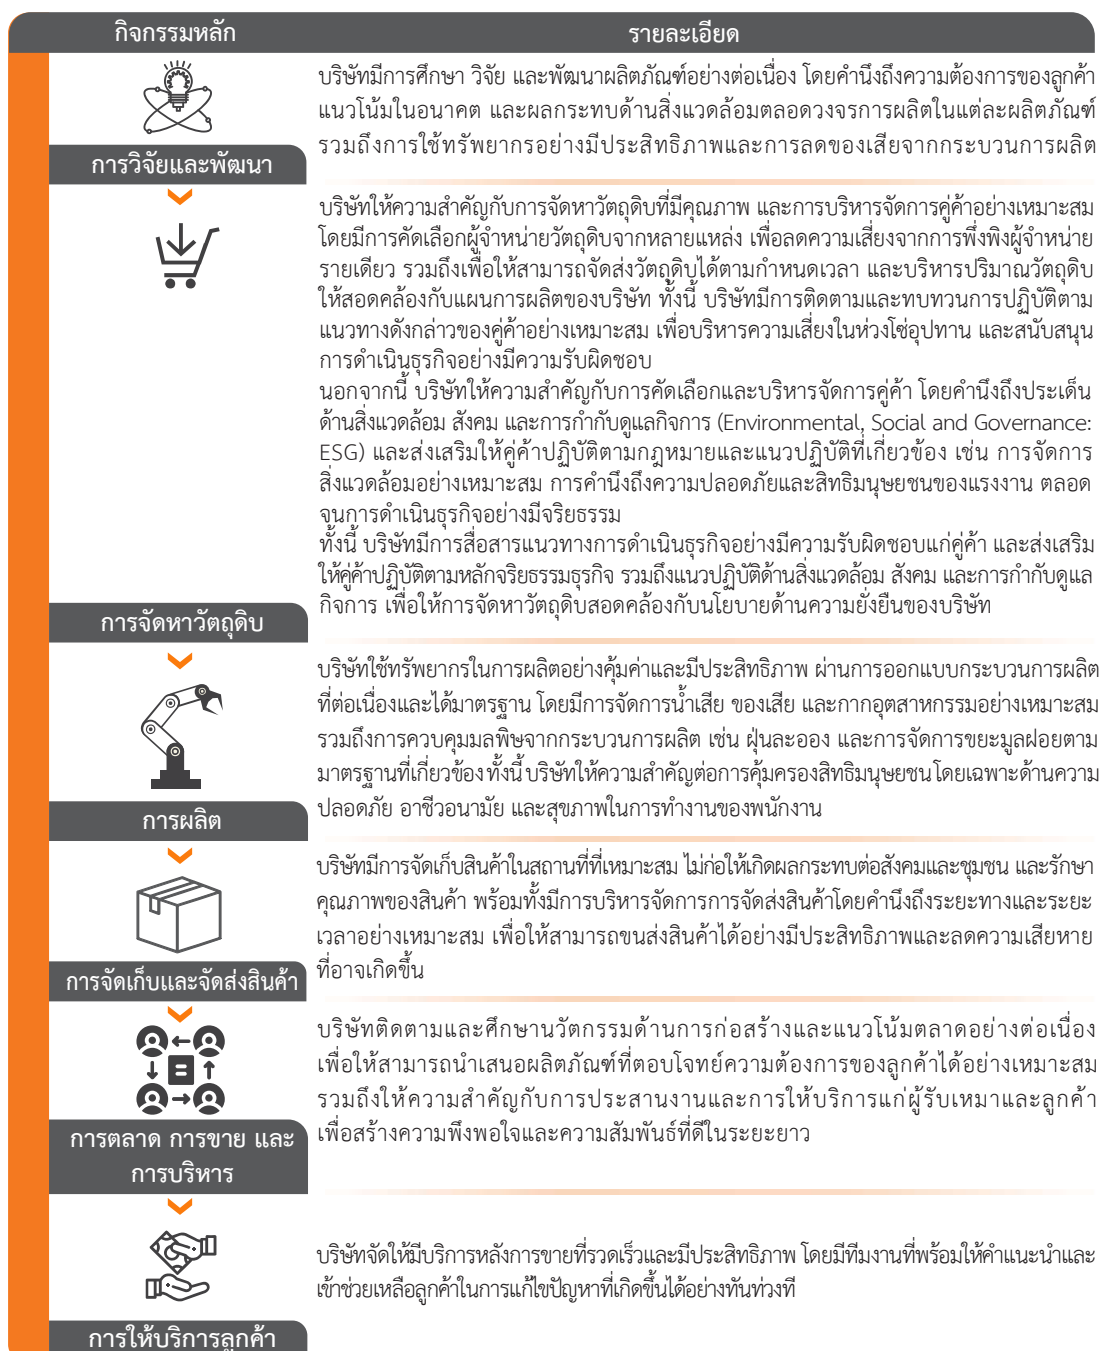 กิจกรรมหลัก
รายละเอียด
การวิจัยและพัฒนา
บริษัทมีการศึกษา วิจัย และพัฒนาผลิตภัณฑ์อย่างต่อเนื่อง โดยคำนึงถึงความต้องการของลูกค้า
แนวโน้มในอนาคต และผลกระทบด้านสิ่งแวดล้อมตลอดวงจรการผลิตในแต่ละผลิตภัณฑ์
รวมถึงการใช้ทรัพยากรอย่างมีประสิทธิภาพและการลดของเสียจากกระบวนการผลิต
การจัดหาวัตถุดิบ
บริษัทให้ความสำคัญกับการจัดหาวัตถุดิบที่มีคุณภาพ และการบริหารจัดการคู่ค้าอย่างเหมาะสม
โดยมีการคัดเลือกผู้จำหน่ายวัตถุดิบจากหลายแหล่ง เพื่อลดความเสี่ยงจากการพึ่งพิงผู้จำหน่าย
รายเดียว รวมถึงเพื่อให้สามารถจัดส่งวัตถุดิบได้ตามกำหนดเวลา และบริหารปริมาณวัตถุดิบ
ให้สอดคล้องกับแผนการผลิตของบริษัท ทั้งนี้ บริษัทมีการติดตามและทบทวนการปฏิบัติตาม
แนวทางดังกล่าวของคู่ค้าอย่างเหมาะสม เพื่อบริหารความเสี่ยงในห่วงโซ่อุปทาน และสนับสนุน
การดำเนินธุรกิจอย่างมีความรับผิดชอบ
นอกจากนี้ บริษัทให้ความสำคัญกับการคัดเลือกและบริหารจัดการคู่ค้า โดยคำนึงถึงประเด็น
ด้านสิ่งแวดล้อม สังคม และการกำกับดูแลกิจการ (Environmental, Social and Governance:
ESG) และส่งเสริมให้คู่ค้าปฏิบัติตามกฎหมายและแนวปฏิบัติที่เกี่ยวข้อง เช่น การจัดการ
สิ่งแวดล้อมอย่างเหมาะสม การคำนึงถึงความปลอดภัยและสิทธิมนุษยชนของแรงงาน ตลอด
จนการดำเนินธุรกิจอย่างมีจริยธรรม
ทั้งนี้ บริษัทมีการสื่อสารแนวทางการดำเนินธุรกิจอย่างมีความรับผิดชอบแก่คู่ค้า และส่งเสริม
ให้คู่ค้าปฏิบัติตามหลักจริยธรรมธุรกิจ รวมถึงแนวปฏิบัติด้านสิ่งแวดล้อม สังคม และการกำกับดูแล
กิจการ เพื่อให้การจัดหาวัตถุดิบสอดคล้องกับนโยบายด้านความยั่งยืนของบริษัท
การผลิต
บริษัทใช้ทรัพยากรในการผลิตอย่างคุ้มค่าและมีประสิทธิภาพ ผ่านการออกแบบกระบวนการผลิต
ที่ต่อเนื่องและได้มาตรฐาน โดยมีการจัดการน้ำเสีย ของเสีย และกากอุตสาหกรรมอย่างเหมาะสม
รวมถึงการควบคุมมลพิษจากกระบวนการผลิต เช่น ฝุ่นละออง และการจัดการขยะมูลฝอยตาม
มาตรฐานที่เกี่ยวข้อง ทั้งนี้ บริษัทให้ความสำคัญต่อการคุ้มครองสิทธิมนุษยชนโดยเฉพาะด้านความ
ปลอดภัย อาชีวอนามัย และสุขภาพในการทำงานของพนักงาน
การจัดเก็บและจัดส่งสินค้า
บริษัทมีการจัดเก็บสินค้าในสถานที่ที่เหมาะสม ไม่ก่อให้เกิดผลกระทบต่อสังคมและชุมชน และรักษา
คุณภาพของสินค้า พร้อมทั้งมีการบริหารจัดการการจัดส่งสินค้าโดยคำนึงถึงระยะทางและระยะ
เวลาอย่างเหมาะสม เพื่อให้สามารถขนส่งสินค้าได้อย่างมีประสิทธิภาพและลดความเสียหาย
ที่อาจเกิดขึ้น
การตลาด การขาย และ
การบริหาร
บริษัทติดตามและศึกษานวัตกรรมด้านการก่อสร้างและแนวโน้มตลาดอย่างต่อเนื่อง
เพื่อให้สามารถนำเสนอผลิตภัณฑ์ที่ตอบโจทย์ความต้องการของลูกค้าได้อย่างเหมาะสม
รวมถึงให้ความสำคัญกับการประสานงานและการให้บริการแก่ผู้รับเหมาและลูกค้า
เพื่อสร้างความพึงพอใจและความสัมพันธ์ที่ดีในระยะยาว
การให้บริการลูกค้า
บริษัทจัดให้มีบริการหลังการขายที่รวดเร็วและมีประสิทธิภาพ โดยมีทีมงานที่พร้อมให้คำแนะนำและ
เข้าช่วยเหลือลูกค้าในการแก้ไขปัญหาที่เกิดขึ้นได้อย่างทันท่วงที